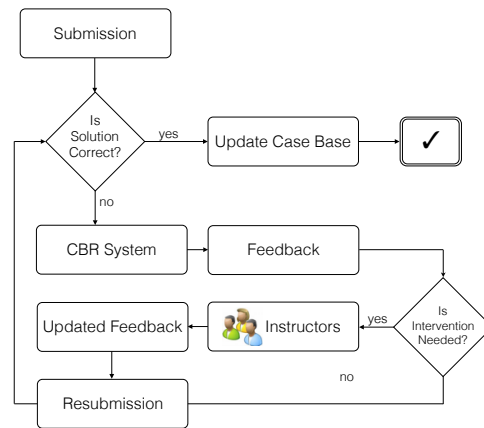 Submission
Is
Solution
Correct?
yes
Update Case Base
✓
no
CBR System
Feedback
Is
Intervention
Needed?
yes
Instructors
Updated Feedback
no
Resubmission